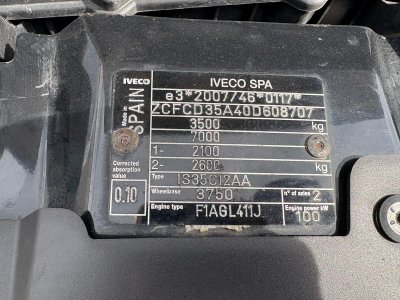 IVECO
IVECO SPA
Made in
SPAIN
e3*2007/46*0117*
ZCFCD35A40D608707
3500 kg
7000
1- 2100
2- 2600 kg
Corrected
absorption
value
0.10
Type IS35CI2AA
Wheelbase 3750 n° of axles 2
Engine type F1AGL411J Engine power kW 100